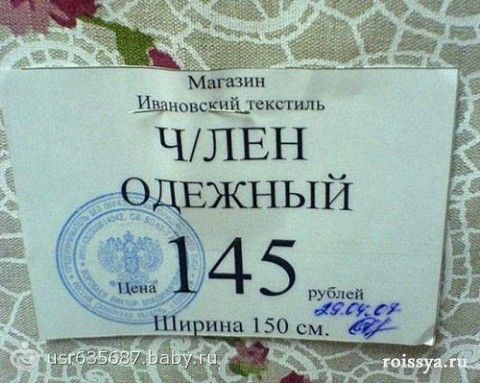 Магазин
Ивановский текстиль
Ч/ЛЕН
ОДЕЖНЫЙ
Цена 145 рублей
29.04.07
Ширина 150 см.
usr635687.baby.ru
roissya.ru